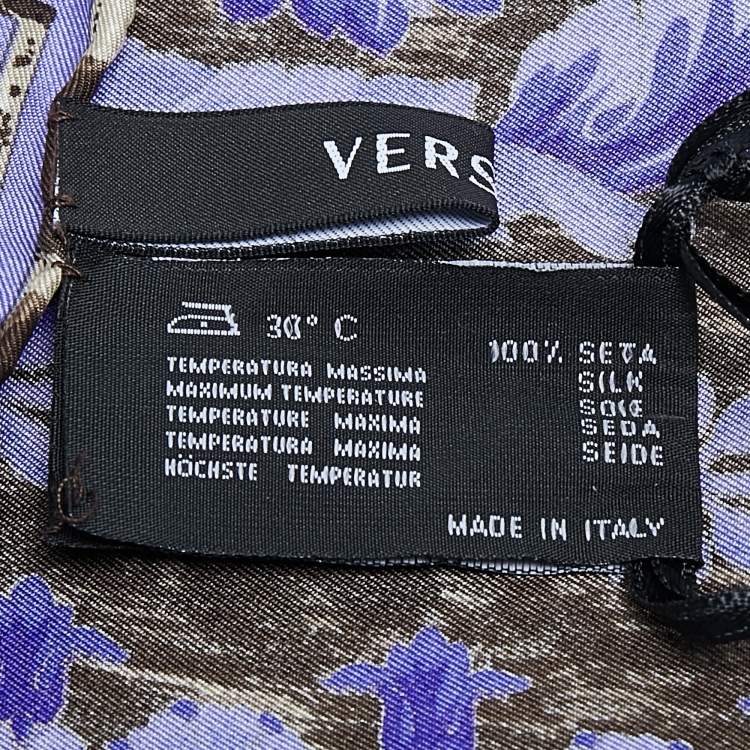 VERS
30° C
TEMPERATURA MASSIMA
MAXIMUM TEMPERATURE
TEMPERATURE MAXIMA
TEMPERATURA MAXIMA
HÖCHSTE TEMPERATUR
100% SETA
SILK
SOIE
SEDA
SEIDE
MADE IN ITALY